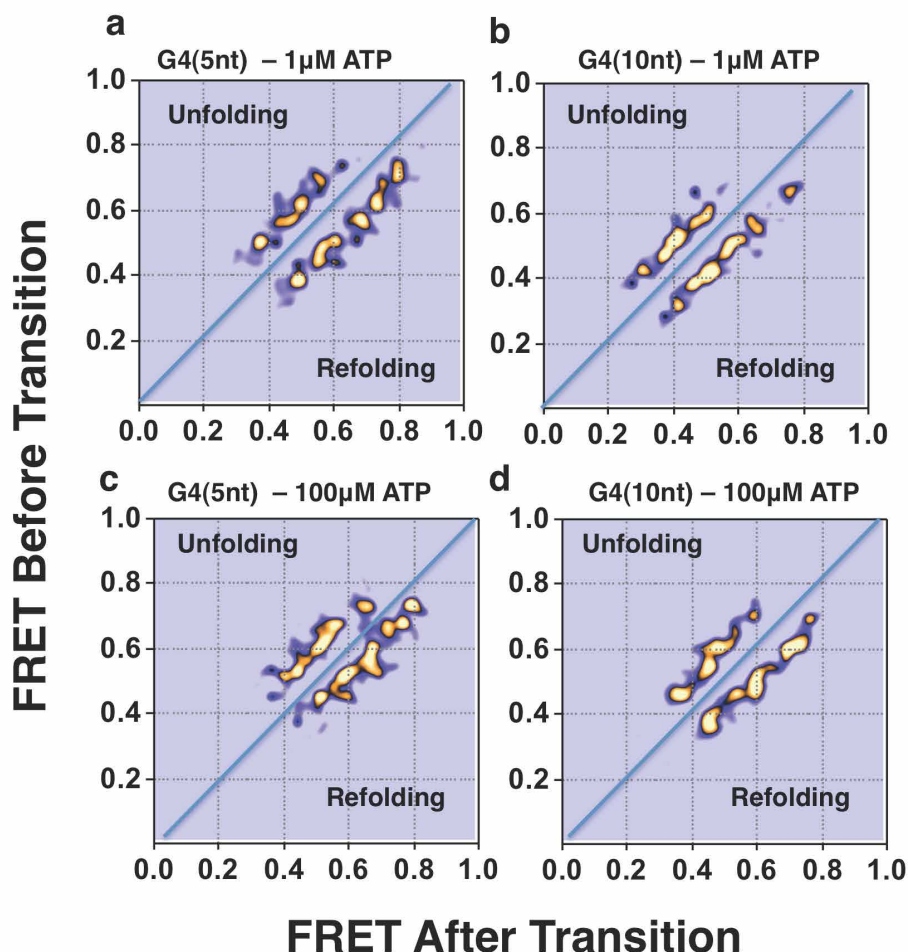 a
G4(5nt) – 1µM ATP
1.0
0.8
0.6
0.4
0.2
Unfolding
Refolding
0.0 0.2 0.4 0.6 0.8 1.0
b
G4(10nt) – 1µM ATP
1.0
0.8
0.6
0.4
0.2
Unfolding
Refolding
0.0 0.2 0.4 0.6 0.8 1.0
c
G4(5nt) – 100µM ATP
1.0
0.8
0.6
0.4
0.2
Unfolding
Refolding
0.0 0.2 0.4 0.6 0.8 1.0
d
G4(10nt) – 100µM ATP
1.0
0.8
0.6
0.4
0.2
Unfolding
Refolding
0.0 0.2 0.4 0.6 0.8 1.0
FRET Before Transition
FRET After Transition